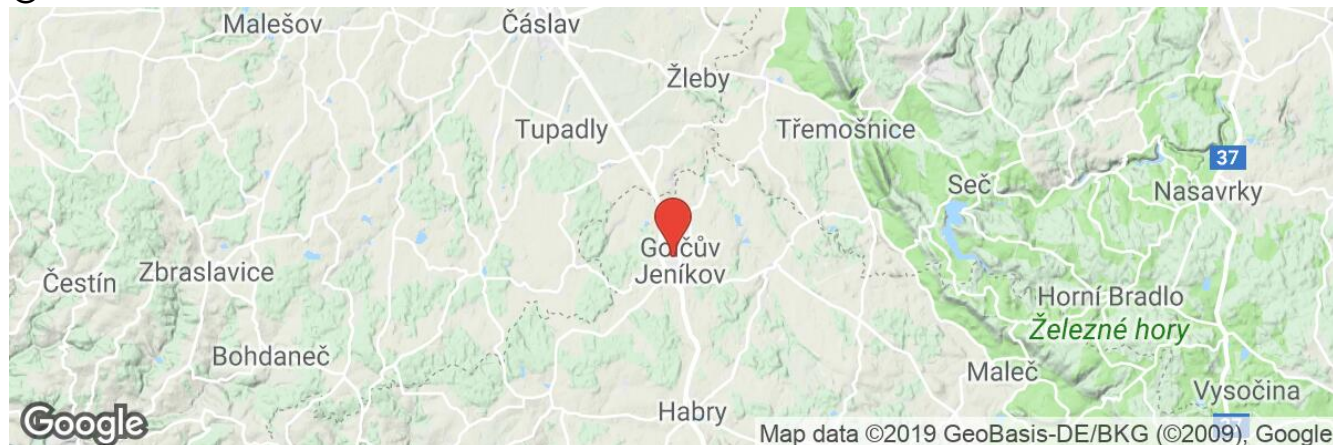 Malešov
Čáslav
Žleby
Tupadly
Třemošnice
37
Seč
Nasavrky
Golčův
Jeníkov
Čestín
Zbraslavice
Horní Bradlo
Železné hory
Bohdaneč
Maleč
Vysočina
Habry
Google
Map data ©2019 GeoBasis-DE/BKG (©2009), Google